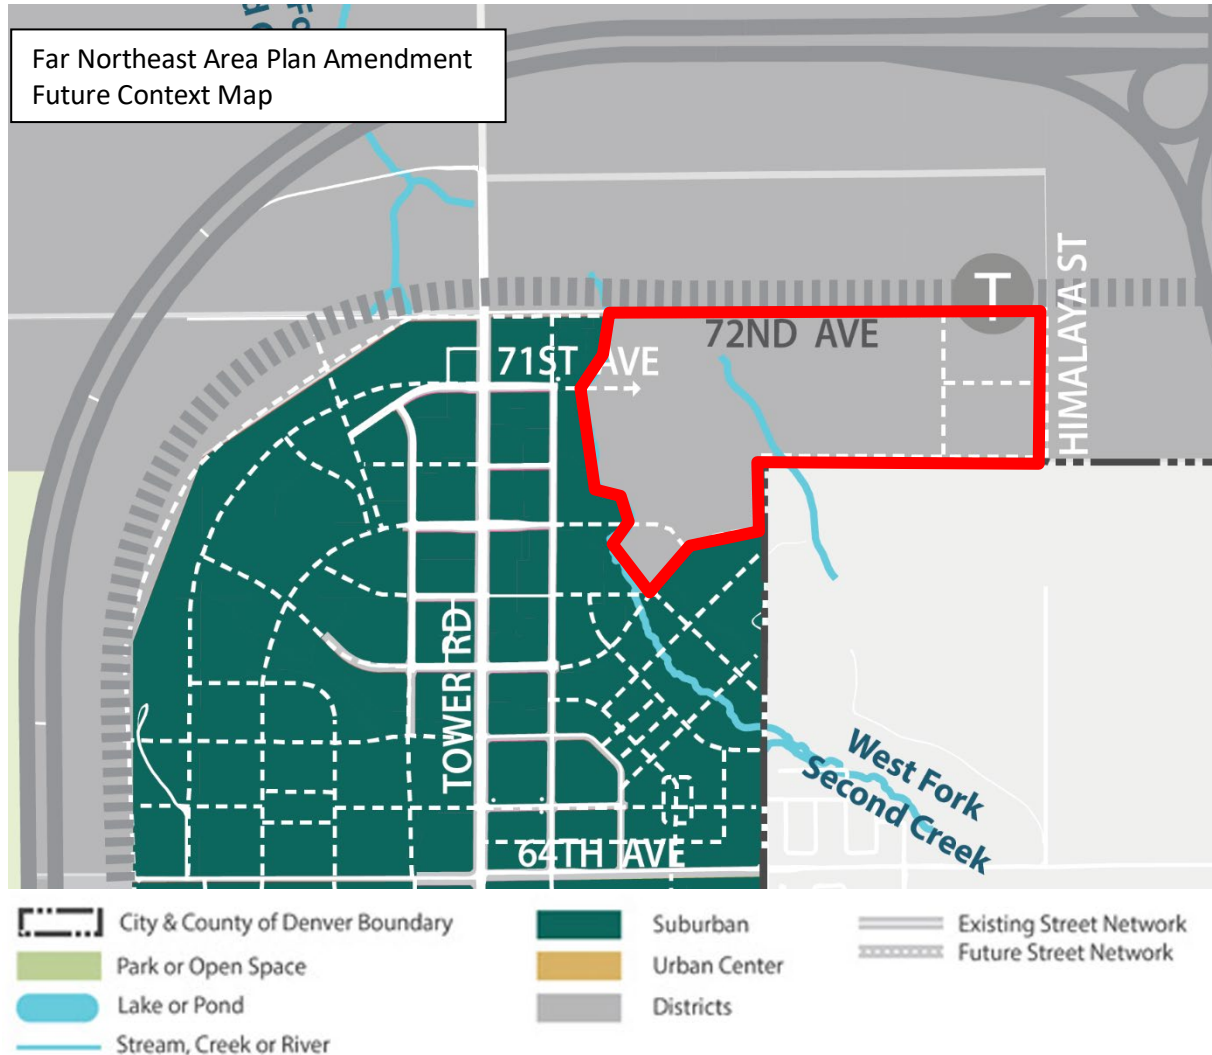 Far Northeast Area Plan Amendment
Future Context Map
72ND AVE
T
71ST AVE
HIMALAYA ST
TOWER RD
West Fork
Second Creek
64TH AVE
City & County of Denver Boundary
Park or Open Space
Lake or Pond
Stream, Creek or River
Suburban
Urban Center
Districts
Existing Street Network
Future Street Network